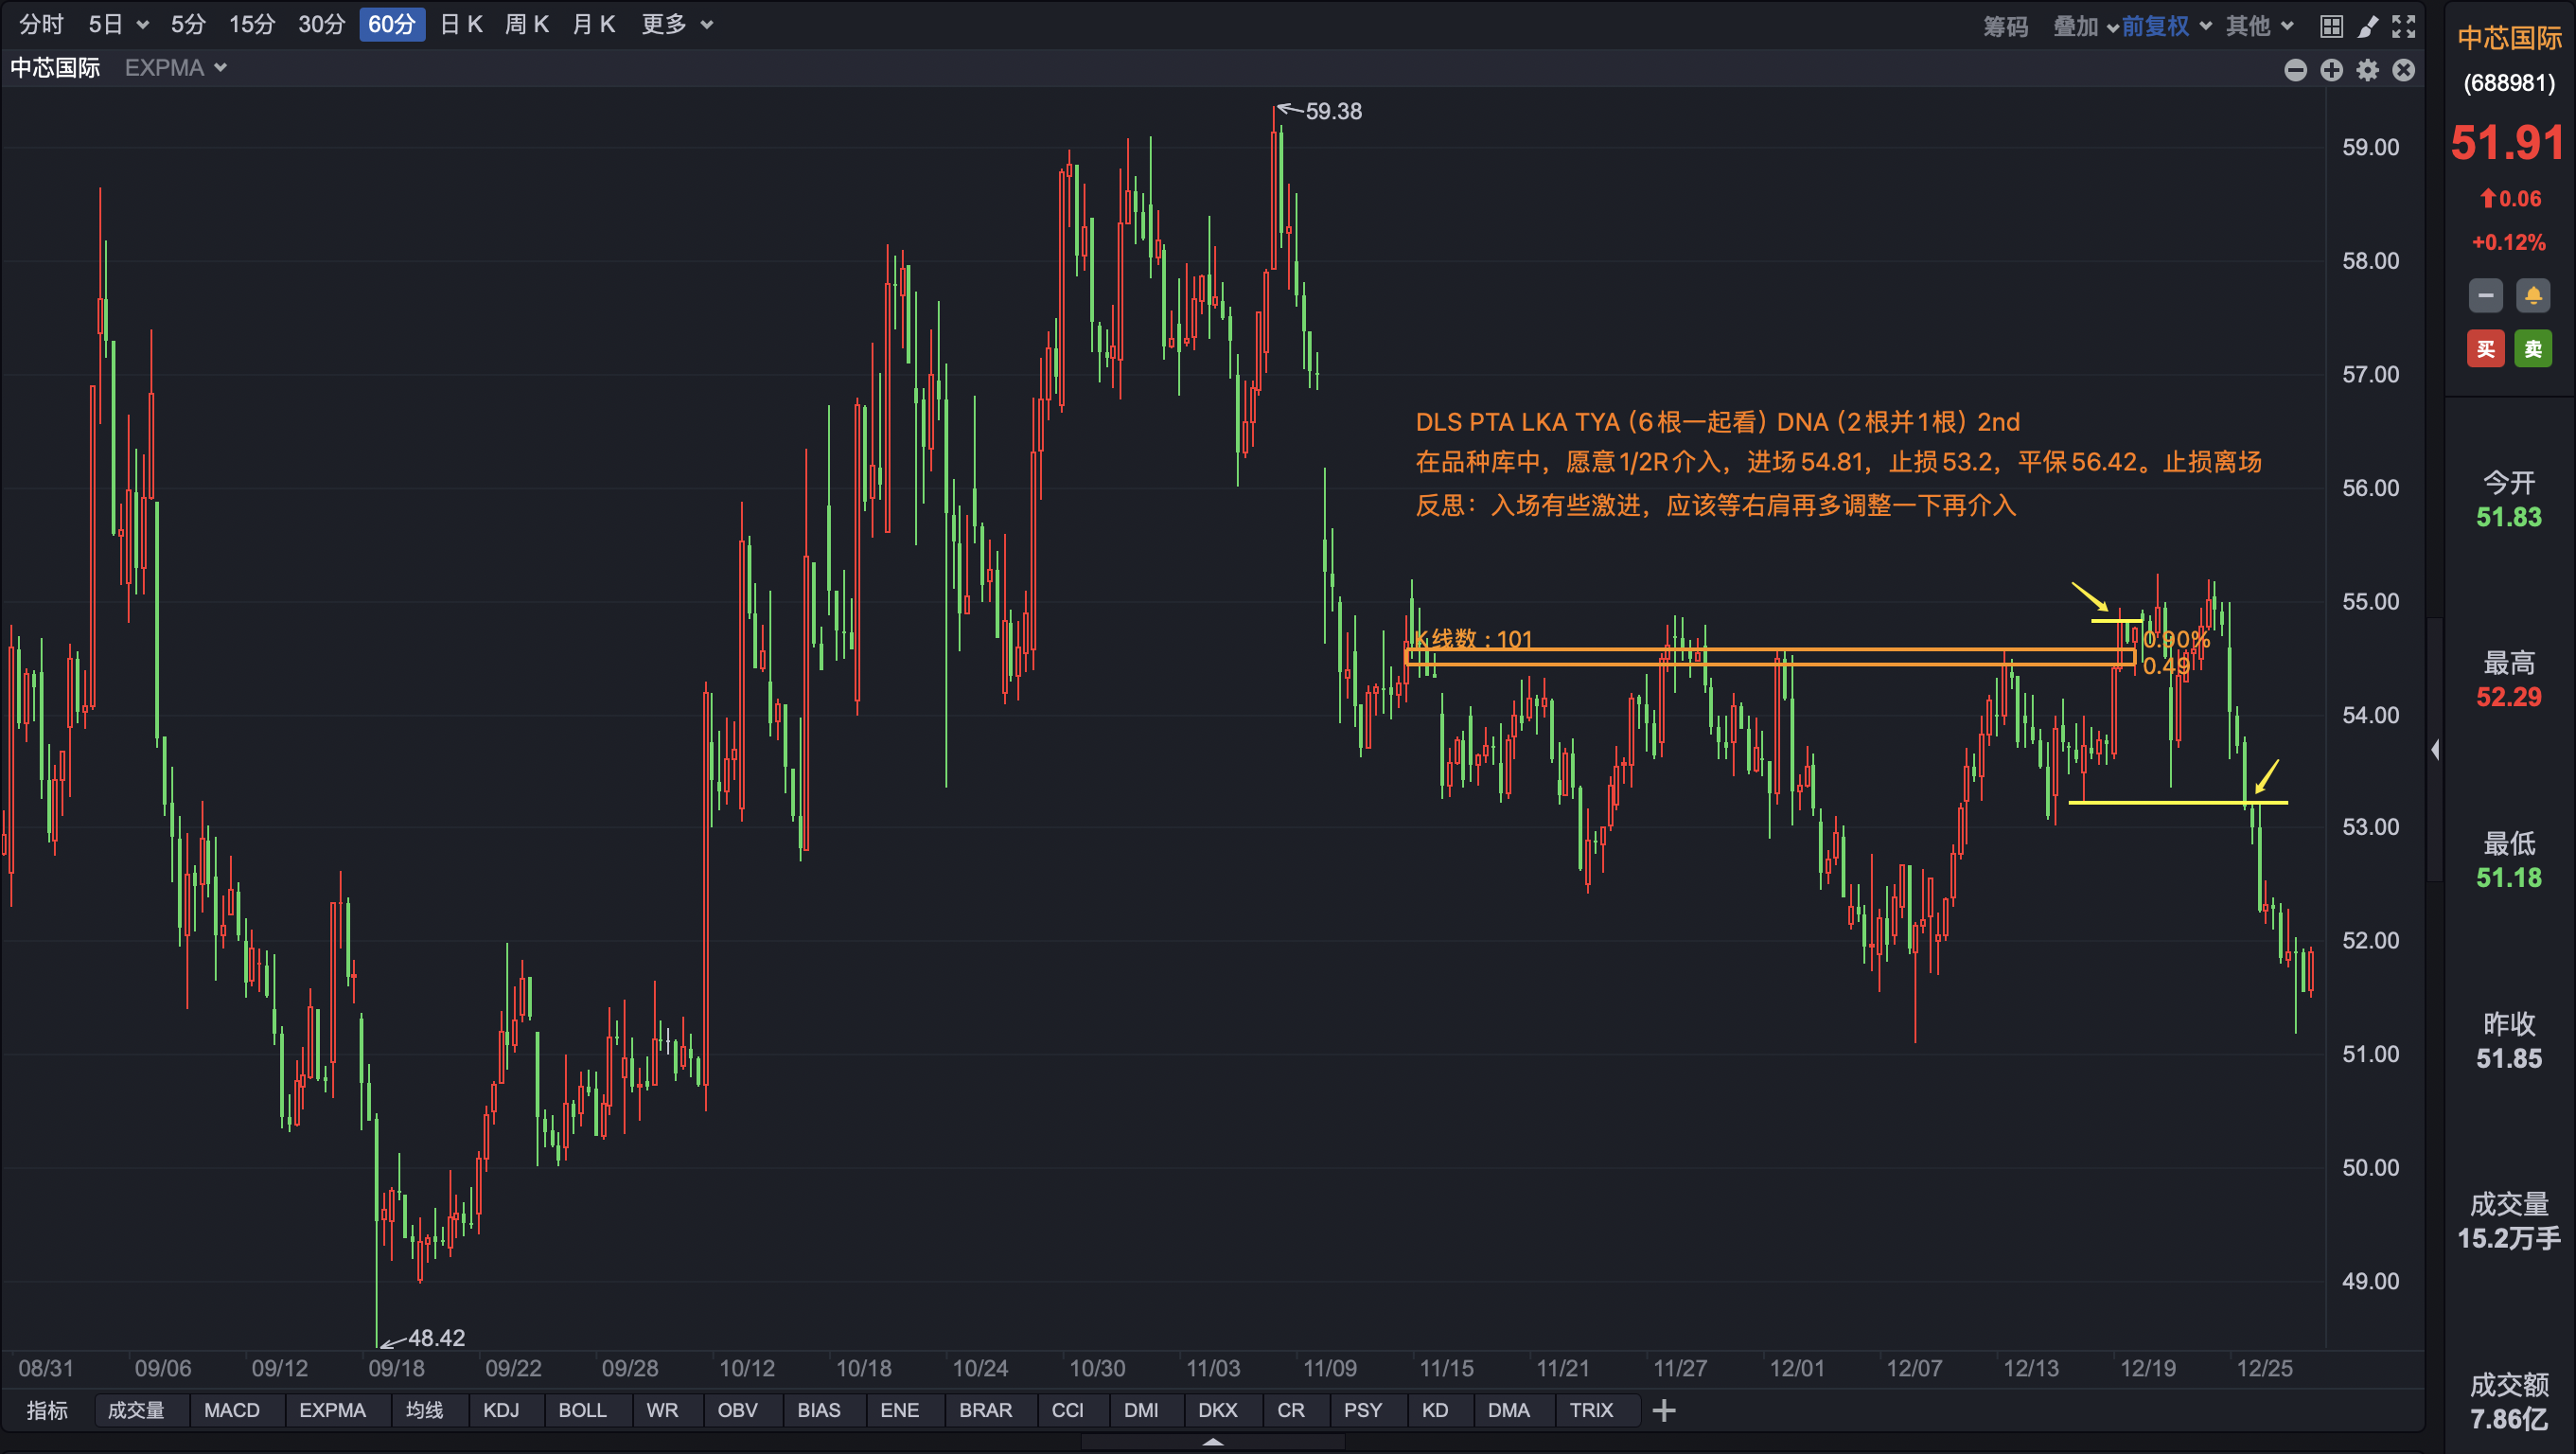 分时 5日 5分 15分 30分 60分 日K 周K 月K 更多 筹码 叠加 前复权 其他
中芯国际 EXPMA
59.38
59.00
58.00
57.00
DLS PTA LKA TYA（6根一起看）DNA（2根并1根）2nd
在品种库中，愿意1/2R介入，进场54.81，止损53.2，平保56.42。止损离场
56.00
反思：入场有些激进，应该等右肩再多调整一下再介入
55.00
K线数 : 101
0.90%
0.49
54.00
53.00
52.00
51.00
50.00
49.00
48.42
08/31 09/06 09/12 09/18 09/22 09/28 10/12 10/18 10/24 10/30 11/03 11/09 11/15 11/21 11/27 12/01 12/07 12/13 12/19 12/25
指标 成交量 MACD EXPMA 均线 KDJ BOLL WR OBV BIAS ENE BRAR CCI DMI DKX CR PSY KD DMA TRIX
中芯国际
(688981)
51.91
0.06
+0.12%
买 卖
今开
51.83
最高
52.29
最低
51.18
昨收
51.85
成交量
15.2万手
成交额
7.86亿